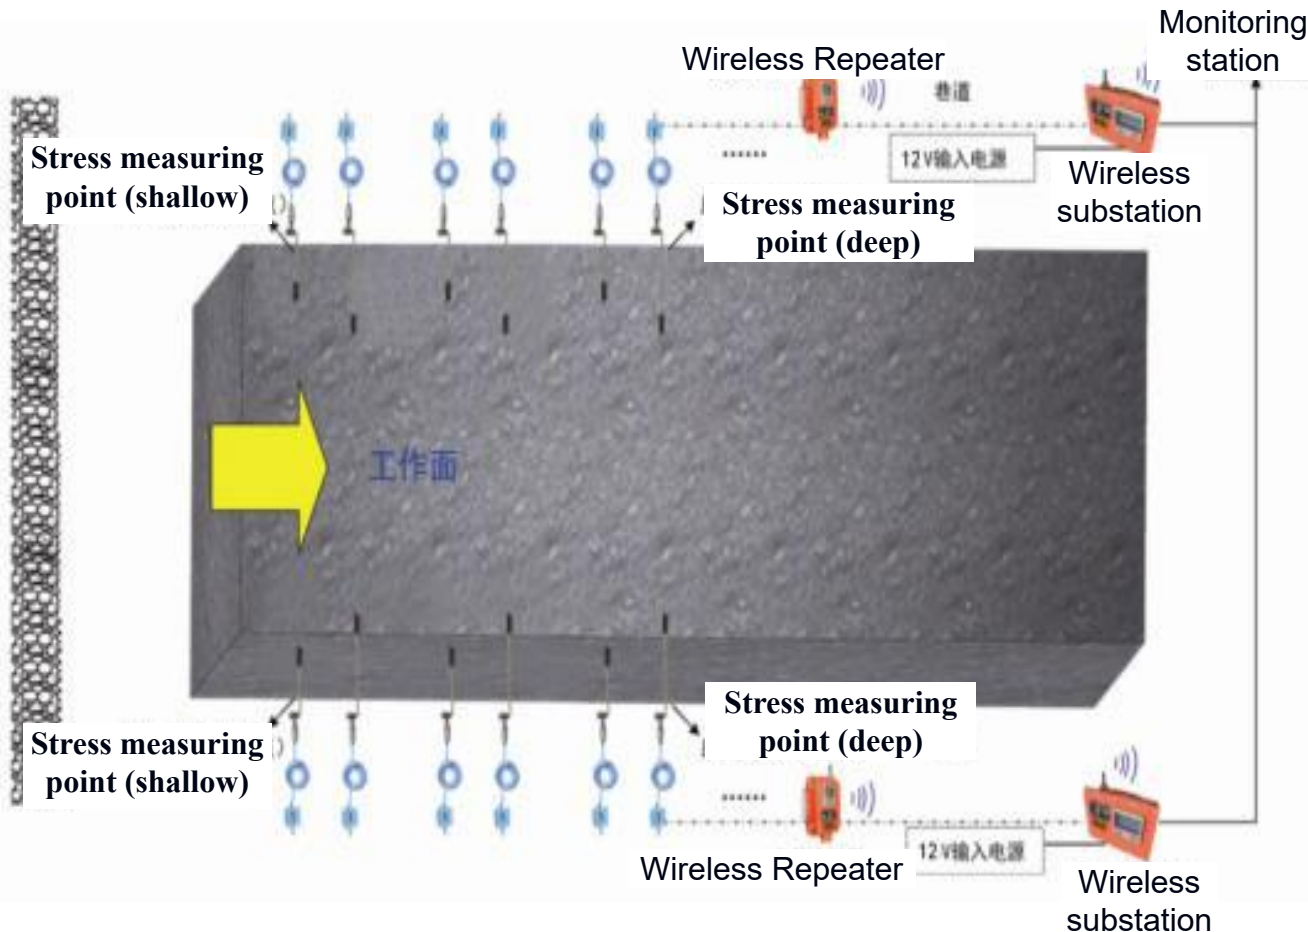 Monitoring
station
Wireless Repeater
巷道
Stress measuring
point (shallow)
······
12V输入电源
Wireless
substation
Stress measuring
point (deep)
工作面
Stress measuring
point (deep)
Stress measuring
point (shallow)
······
Wireless Repeater
12V输入电源
Wireless
substation